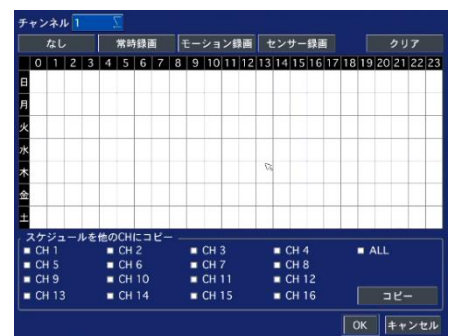 チャンネル 1
なし 常時録画 モーション録画 センサー録画 クリア
0 1 2 3 4 5 6 7 8 9 10 11 12 13 14 15 16 17 18 19 20 21 22 23
日
月
火
水
木
金
土
スケジュールを他のCHにコピー
CH 1 CH 2 CH 3 CH 4 ALL
CH 5 CH 6 CH 7 CH 8
CH 9 CH 10 CH 11 CH 12
CH 13 CH 14 CH 15 CH 16 コピー
OK キャンセル